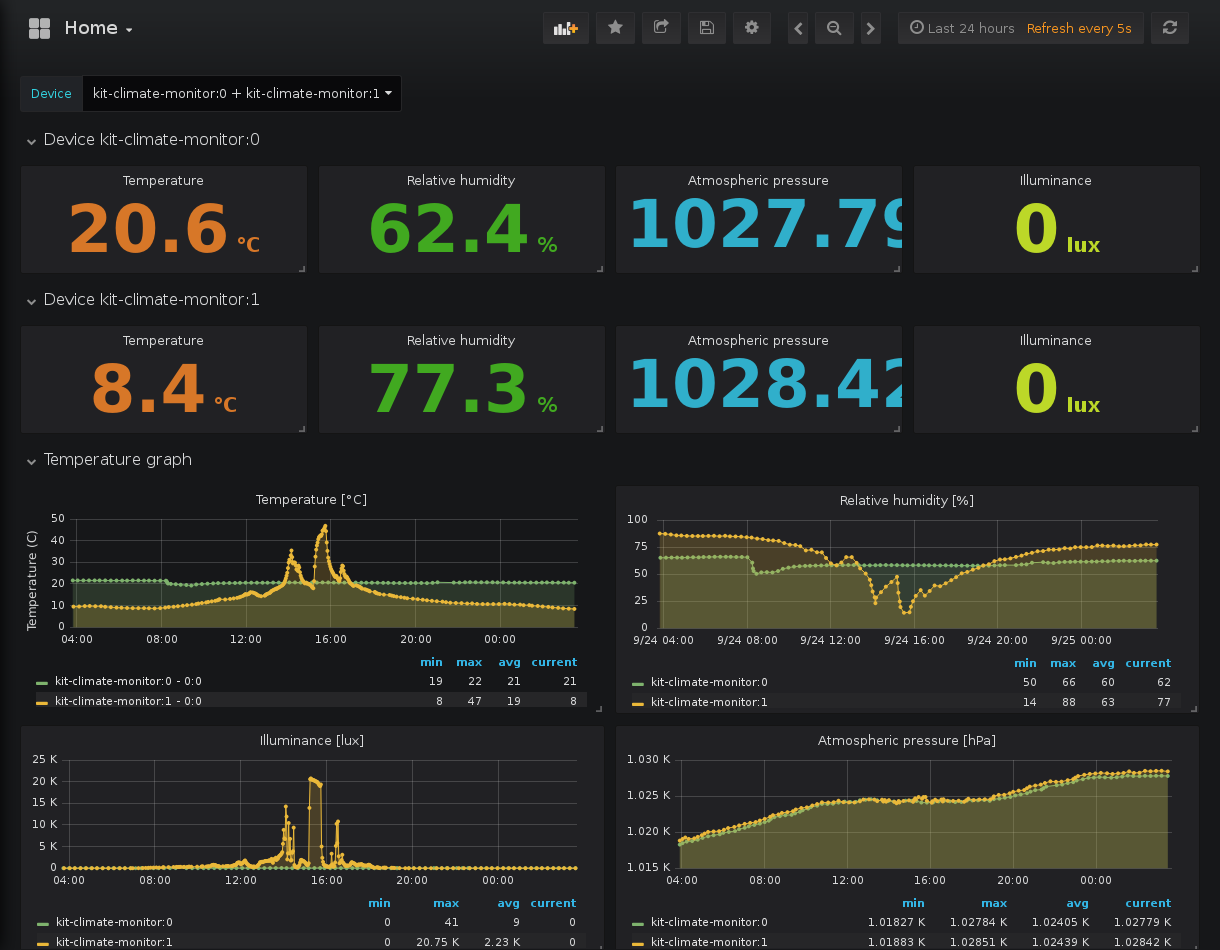 Home
Last 24 hours Refresh every 5s
Device kit-climate-monitor:0 + kit-climate-monitor:1
Device kit-climate-monitor:0
Temperature Relative humidity Atmospheric pressure Illuminance
20.6 °C 62.4 % 1027.79 0 lux
Device kit-climate-monitor:1
Temperature Relative humidity Atmospheric pressure Illuminance
8.4 °C 77.3 % 1028.42 0 lux
Temperature graph
Temperature [°C]
Temperature (C)
50
40
30
20
10
0
04:00 08:00 12:00 16:00 20:00 00:00
min max avg current
kit-climate-monitor:0 - 0:0 19 22 21 21
kit-climate-monitor:1 - 0:0 8 47 19 8
Relative humidity [%]
100
75
50
25
0
9/24 04:00 9/24 08:00 9/24 12:00 9/24 16:00 9/24 20:00 9/25 00:00
min max avg current
kit-climate-monitor:0 50 66 60 62
kit-climate-monitor:1 14 88 63 77
Illuminance [lux]
25 K
20 K
15 K
10 K
5 K
0
04:00 08:00 12:00 16:00 20:00 00:00
min max avg current
kit-climate-monitor:0 0 41 9 0
kit-climate-monitor:1 0 20.75 K 2.23 K 0
Atmospheric pressure [hPa]
1.030 K
1.025 K
1.020 K
1.015 K
04:00 08:00 12:00 16:00 20:00 00:00
min max avg current
kit-climate-monitor:0 1.01827 K 1.02784 K 1.02405 K 1.02779 K
kit-climate-monitor:1 1.01883 K 1.02851 K 1.02439 K 1.02842 K